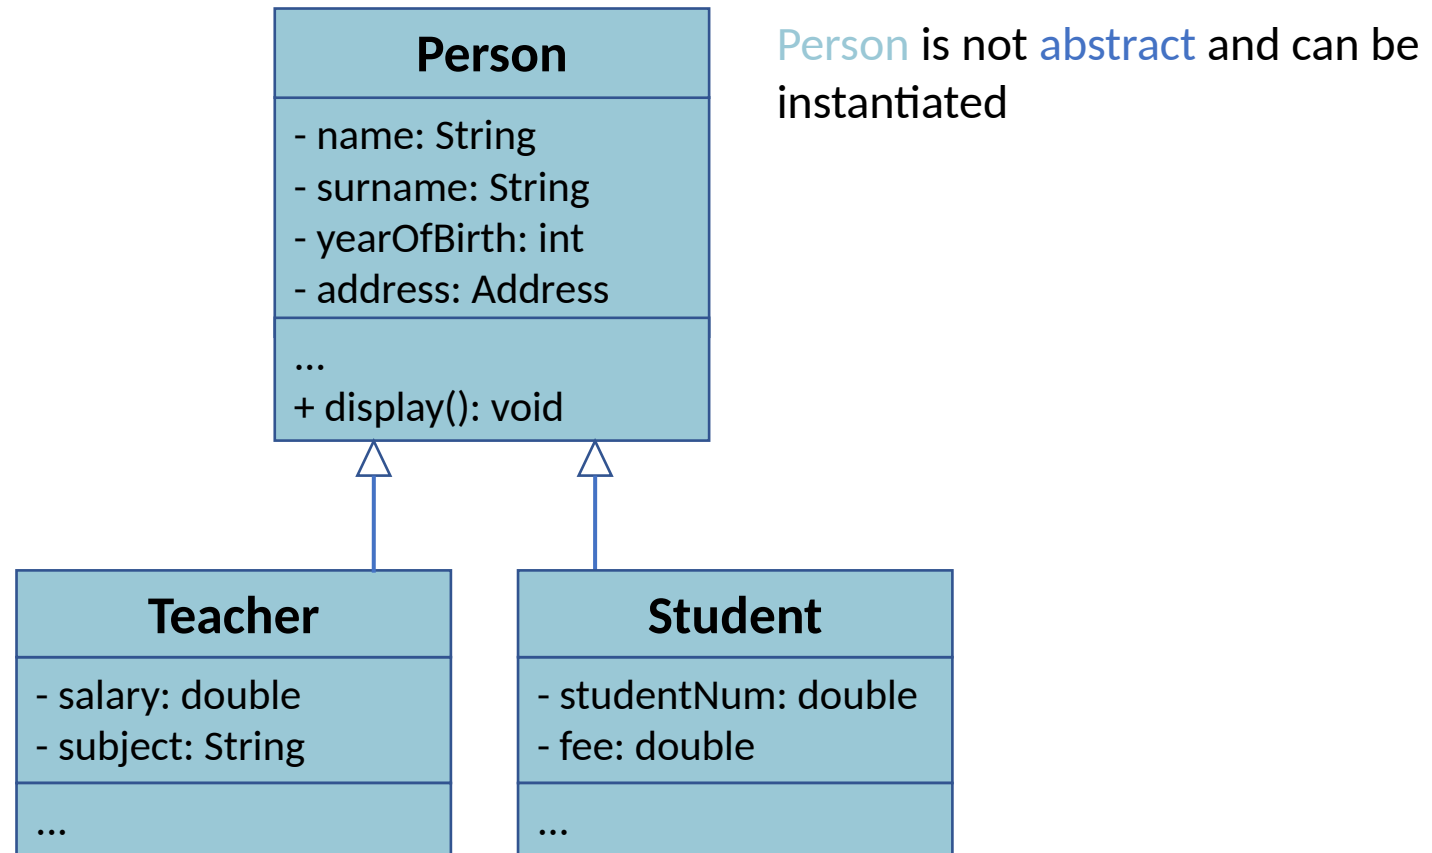 Person
Person is not abstract and can be
instantiated
- name: String
- surname: String
- yearOfBirth: int
- address: Address
...
+ display(): void
Teacher
- salary: double
- subject: String
...
Student
- studentNum: double
- fee: double
...